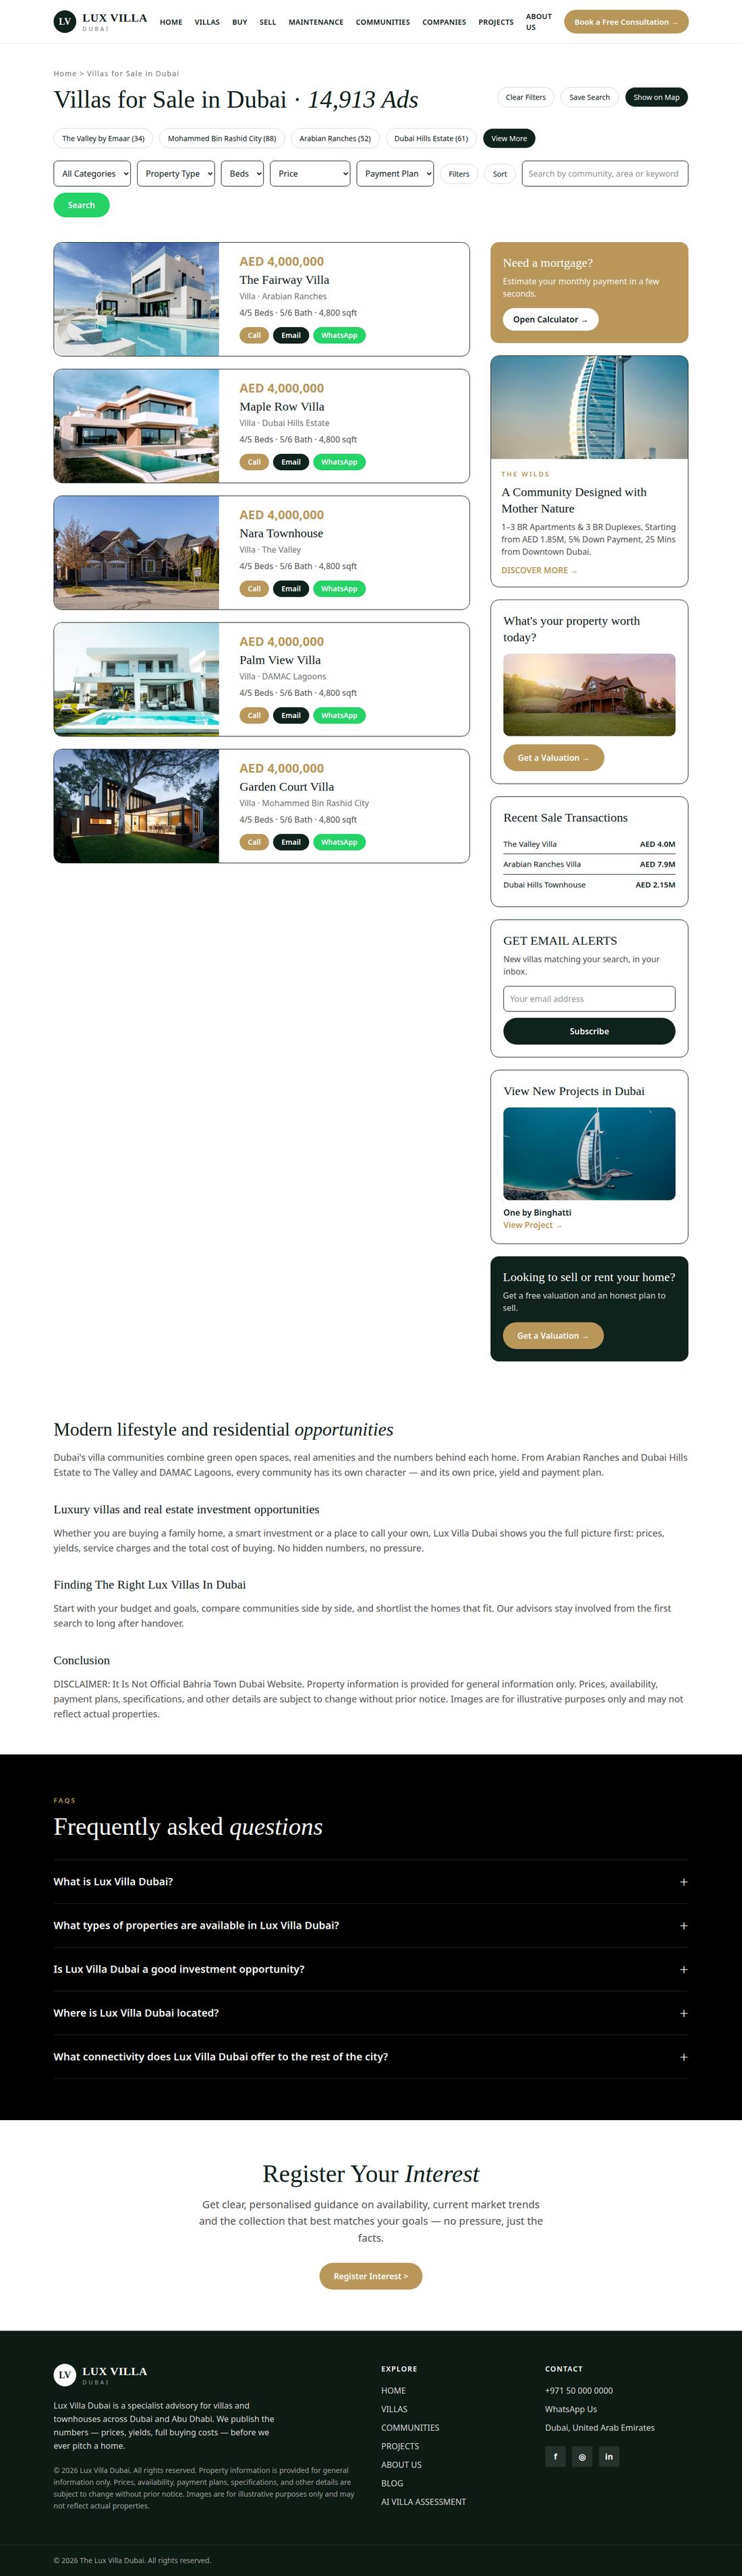 LV
LUX VILLA
DUBAI
HOME
VILLAS
BUY
SELL
MAINTENANCE
COMMUNITIES
COMPANIES
PROJECTS
ABOUT
US
Book a Free Consultation →
Home > Villas for Sale in Dubai
Villas for Sale in Dubai · 14,913 Ads
Clear Filters
Save Search
Show on Map
The Valley by Emaar (34)
Mohammed Bin Rashid City (88)
Arabian Ranches (52)
Dubai Hills Estate (61)
View More
All Categories
Property Type
Beds
Price
Payment Plan
Filters
Sort
Search by community, area or keyword
Search
AED 4,000,000
The Fairway Villa
Villa · Arabian Ranches
4/5 Beds · 5/6 Bath · 4,800 sqft
Call
Email
WhatsApp
AED 4,000,000
Maple Row Villa
Villa · Dubai Hills Estate
4/5 Beds · 5/6 Bath · 4,800 sqft
Call
Email
WhatsApp
AED 4,000,000
Nara Townhouse
Villa · The Valley
4/5 Beds · 5/6 Bath · 4,800 sqft
Call
Email
WhatsApp
AED 4,000,000
Palm View Villa
Villa · DAMAC Lagoons
4/5 Beds · 5/6 Bath · 4,800 sqft
Call
Email
WhatsApp
AED 4,000,000
Garden Court Villa
Villa · Mohammed Bin Rashid City
4/5 Beds · 5/6 Bath · 4,800 sqft
Call
Email
WhatsApp
Need a mortgage?
Estimate your monthly payment in a few
seconds.
Open Calculator →
THE WILDS
A Community Designed with
Mother Nature
1–3 BR Apartments & 3 BR Duplexes, Starting
from AED 1.85M, 5% Down Payment, 25 Mins
from Downtown Dubai.
DISCOVER MORE →
What's your property worth
today?
Get a Valuation →
Recent Sale Transactions
The Valley Villa AED 4.0M
Arabian Ranches Villa AED 7.9M
Dubai Hills Townhouse AED 2.15M
GET EMAIL ALERTS
New villas matching your search, in your
inbox.
Your email address
Subscribe
View New Projects in Dubai
One by Binghatti
View Project →
Looking to sell or rent your home?
Get a free valuation and an honest plan to
sell.
Get a Valuation →
Modern lifestyle and residential opportunities
Dubai's villa communities combine green open spaces, real amenities and the numbers behind each home. From Arabian Ranches and Dubai Hills
Estate to The Valley and DAMAC Lagoons, every community has its own character — and its own price, yield and payment plan.
Luxury villas and real estate investment opportunities
Whether you are buying a family home, a smart investment or a place to call your own, Lux Villa Dubai shows you the full picture first: prices,
yields, service charges and the total cost of buying. No hidden numbers, no pressure.
Finding The Right Lux Villas In Dubai
Start with your budget and goals, compare communities side by side, and shortlist the homes that fit. Our advisors stay involved from the first
search to long after handover.
Conclusion
DISCLAIMER: It Is Not Official Bahria Town Dubai Website. Property information is provided for general information only. Prices, availability,
payment plans, specifications, and other details are subject to change without prior notice. Images are for illustrative purposes only and may not
reflect actual properties.
FAQS
Frequently asked questions
What is Lux Villa Dubai? +
What types of properties are available in Lux Villa Dubai? +
Is Lux Villa Dubai a good investment opportunity? +
Where is Lux Villa Dubai located? +
What connectivity does Lux Villa Dubai offer to the rest of the city? +
Register Your Interest
Get clear, personalised guidance on availability, current market trends
and the collection that best matches your goals — no pressure, just the
facts.
Register Interest >
LV
LUX VILLA
DUBAI
Lux Villa Dubai is a specialist advisory for villas and
townhouses across Dubai and Abu Dhabi. We publish the
numbers — prices, yields, full buying costs — before we
ever pitch a home.
© 2026 Lux Villa Dubai. All rights reserved. Property information is provided for general
information only. Prices, availability, payment plans, specifications, and other details are
subject to change without prior notice. Images are for illustrative purposes only and may
not reflect actual properties.
EXPLORE
HOME
VILLAS
COMMUNITIES
PROJECTS
ABOUT US
BLOG
AI VILLA ASSESSMENT
CONTACT
+971 50 000 0000
WhatsApp Us
Dubai, United Arab Emirates
f
◎
in
© 2026 The Lux Villa Dubai. All rights reserved.